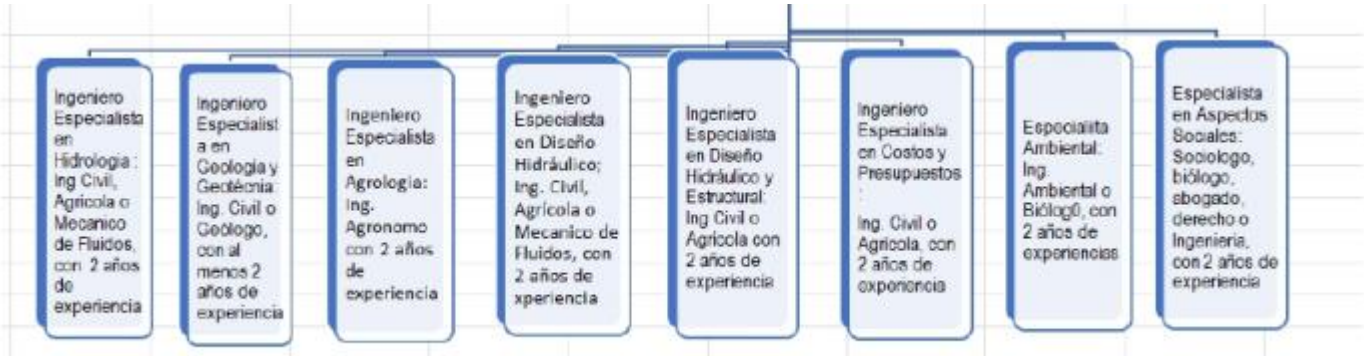 Ingeniero
Especialista
en
Hidrologia :
Ing Civil,
Agricola o
Mecanico
de Fluidos,
con 2 años
de
experiencia
Ingeniero
Especialist
a en
Geologia y
Geotécnia:
Ing. Civil o
Geologo,
con al
menos 2
años de
experiencia
Ingeniero
Especialista
en
Agrologia:
Ing.
Agronomo
con 2 años
de
experiencia
Ingeniero
Especialista
en Diseño
Hidráulico;
Ing. Civil,
Agrícola o
Mecanico de
Fluidos, con
2 años de
xperiencia
Ingeniero
Especialista
en Diseño
Hidráulico y
Estructural:
Ing Civil o
Agricola con
2 años de
experiencia
Ingeniero
Especialista
en Costos y
Presupuestos
:
Ing. Civil o
Agricola, con
2 años de
experiencia
Especialita
Ambiental:
Ing.
Ambiental o
Biólog0, con
2 años de
experiencias
Especialista
en Aspectos
Sociales:
Sociologo,
biólogo,
abogado,
derecho o
Ingenieria,
con 2 años de
experiencia